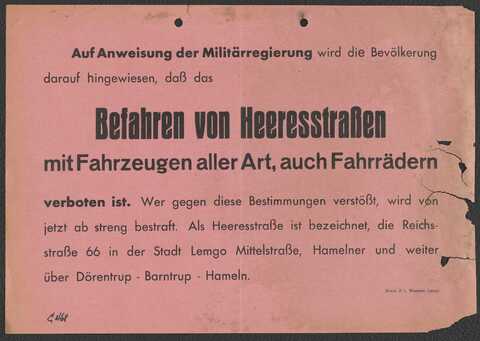 Auf Anweisung der Militärregierung wird die Bevölkerung
darauf hingewiesen, daß das
Befahren von Heeresstraßen
mit Fahrzeugen aller Art, auch Fahrrädern
verboten ist. Wer gegen diese Bestimmungen verstößt, wird von
jetzt ab streng bestraft. Als Heeresstraße ist bezeichnet, die Reichs-
straße 66 in der Stadt Lemgo Mittelstraße, Hamelner und weiter
über Dörentrup - Barntrup - Hameln.